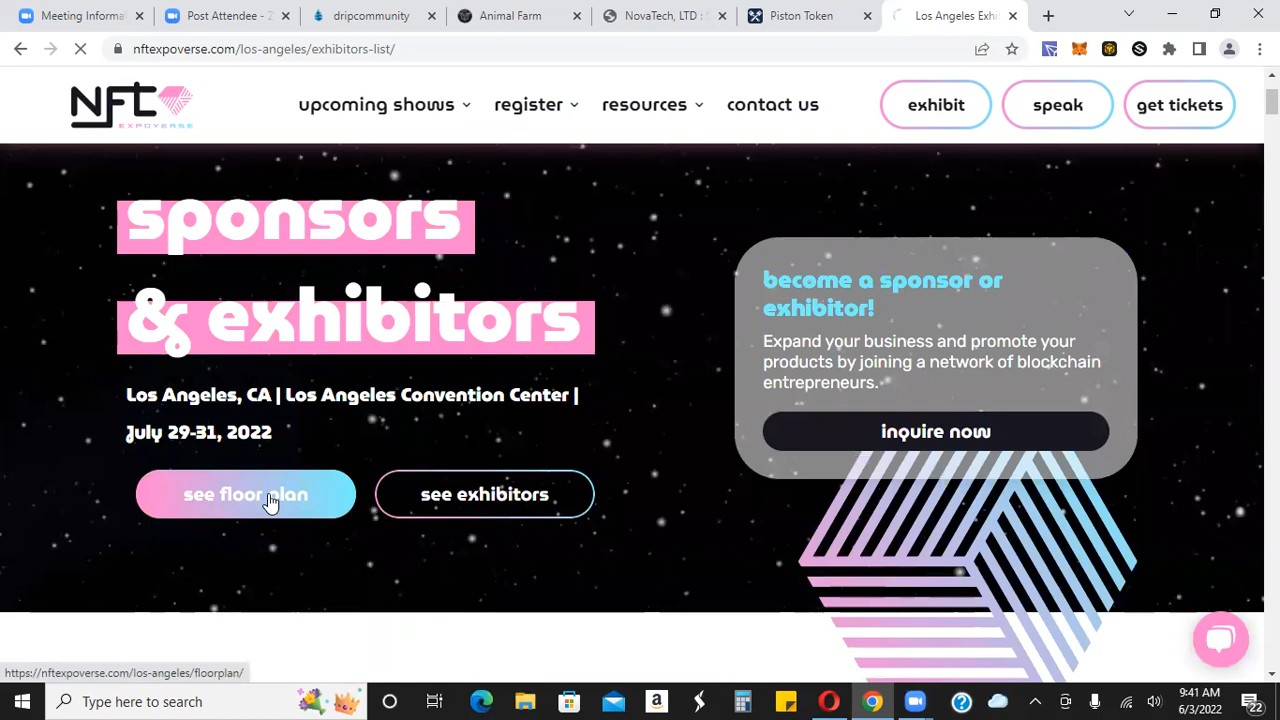 Meeting Informa
Post Attendee - Z
dripcommunity
Animal Farm
NovaTech, LTD :
Piston Token
Los Angeles Exhi
nftexpoverse.com/los-angeles/exhibitors-list/
NFT
EXPOVERSE
upcoming shows
register
resources
contact us
exhibit
speak
get tickets
sponsors
& exhibitors
Los Angeles, CA | Los Angeles Convention Center |
July 29-31, 2022
see floor plan
see exhibitors
become a sponsor or
exhibitor!
Expand your business and promote your
products by joining a network of blockchain
entrepreneurs.
inquire now
https://nftexpoverse.com/los-angeles/floorplan/
Type here to search
9:41 AM
6/3/2022
22